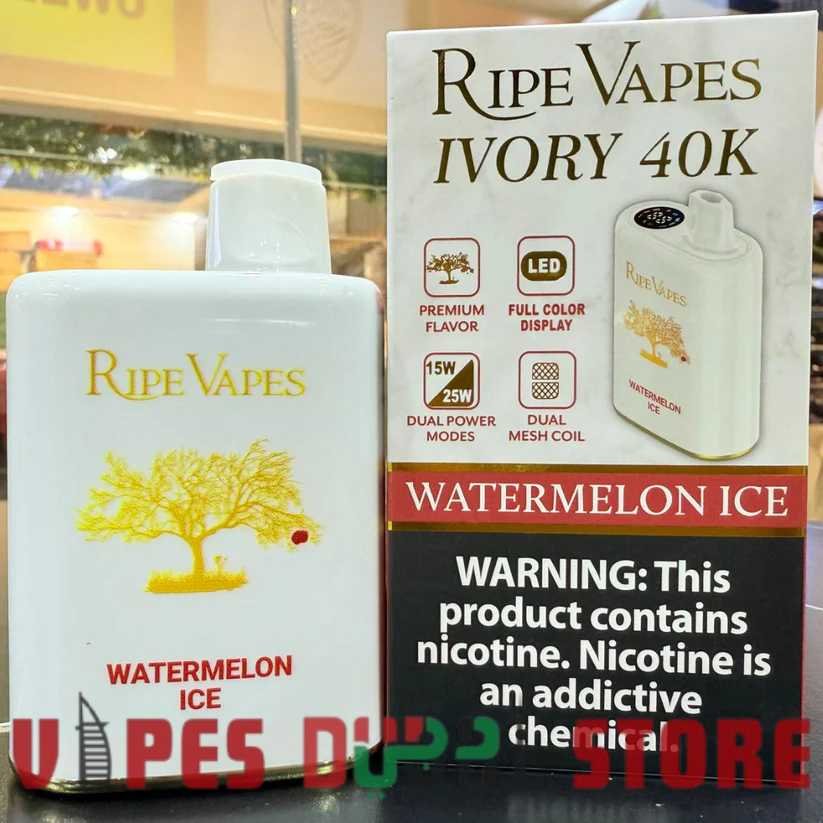 RIPE VAPES
IVORY 40K
PREMIUM
FLAVOR
LED
FULL COLOR
DISPLAY
15W
25W
DUAL POWER
MODES
DUAL
MESH COIL
RIPE VAPES
WATERMELON
ICE
WATERMELON ICE
WARNING: This
product contains
nicotine. Nicotine is
an addictive
chemical.
RIPE VAPES
WATERMELON
ICE
VAPES DUBAI STORE